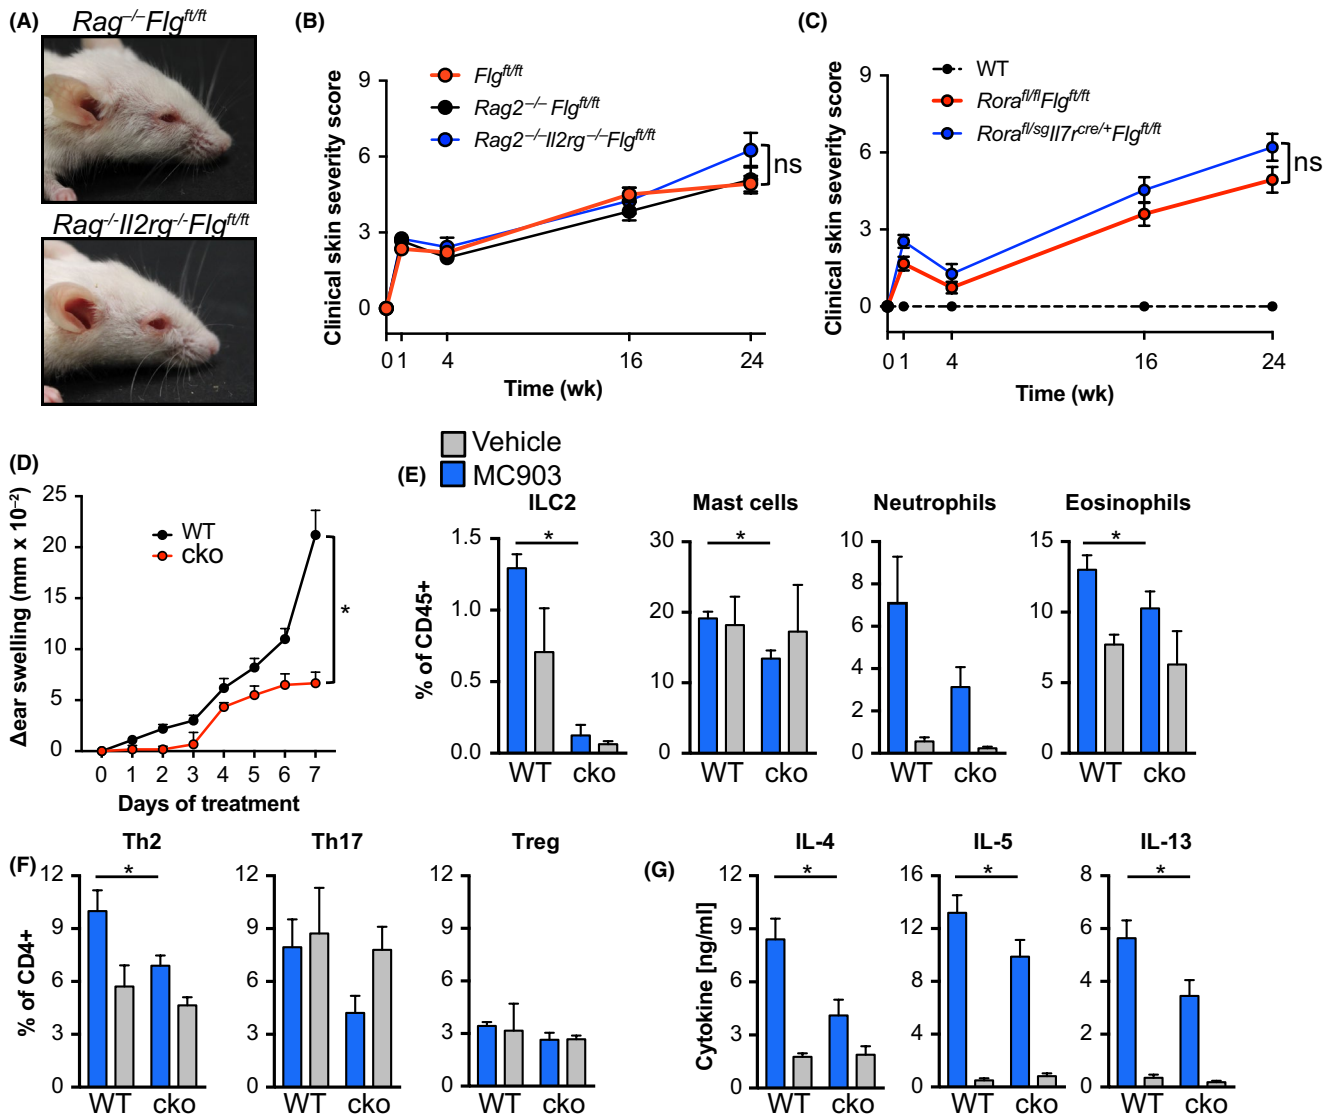 (A)
Rag–/–Flgft/ft
Rag-/-Il2rg-/-Flgft/ft
(B)
Clinical skin severity score
9
6
3
0
Flgft/ft
Rag2–/– Flgft/ft
Rag2–/–Il2rg–/–Flgft/ft
ns
0 1 4 16 24
Time (wk)
(C)
Clinical skin severity score
9
6
3
0
WT
Rorafl/flFlgft/ft
Rorafl/sgIl7rcre/+Flgft/ft
ns
0 1 4 16 24
Time (wk)
(D)
Δear swelling (mm x 10–2)
25
20
15
10
5
0
WT
cko
*
0 1 2 3 4 5 6 7
Days of treatment
Vehicle
MC903
(E)
% of CD45+
ILC2
1.5
1.0
0.5
0.0
*
WT cko
Mast cells
30
20
10
0
*
WT cko
Neutrophils
10
8
6
4
2
0
WT cko
Eosinophils
15
10
5
0
*
WT cko
(F)
% of CD4+
Th2
12
9
6
3
0
*
WT cko
Th17
12
9
6
3
0
WT cko
Treg
12
9
6
3
0
WT cko
(G)
Cytokine [ng/ml]
IL-4
12
9
6
3
0
*
WT cko
IL-5
16
12
8
4
0
*
WT cko
IL-13
8
6
4
2
0
*
WT cko